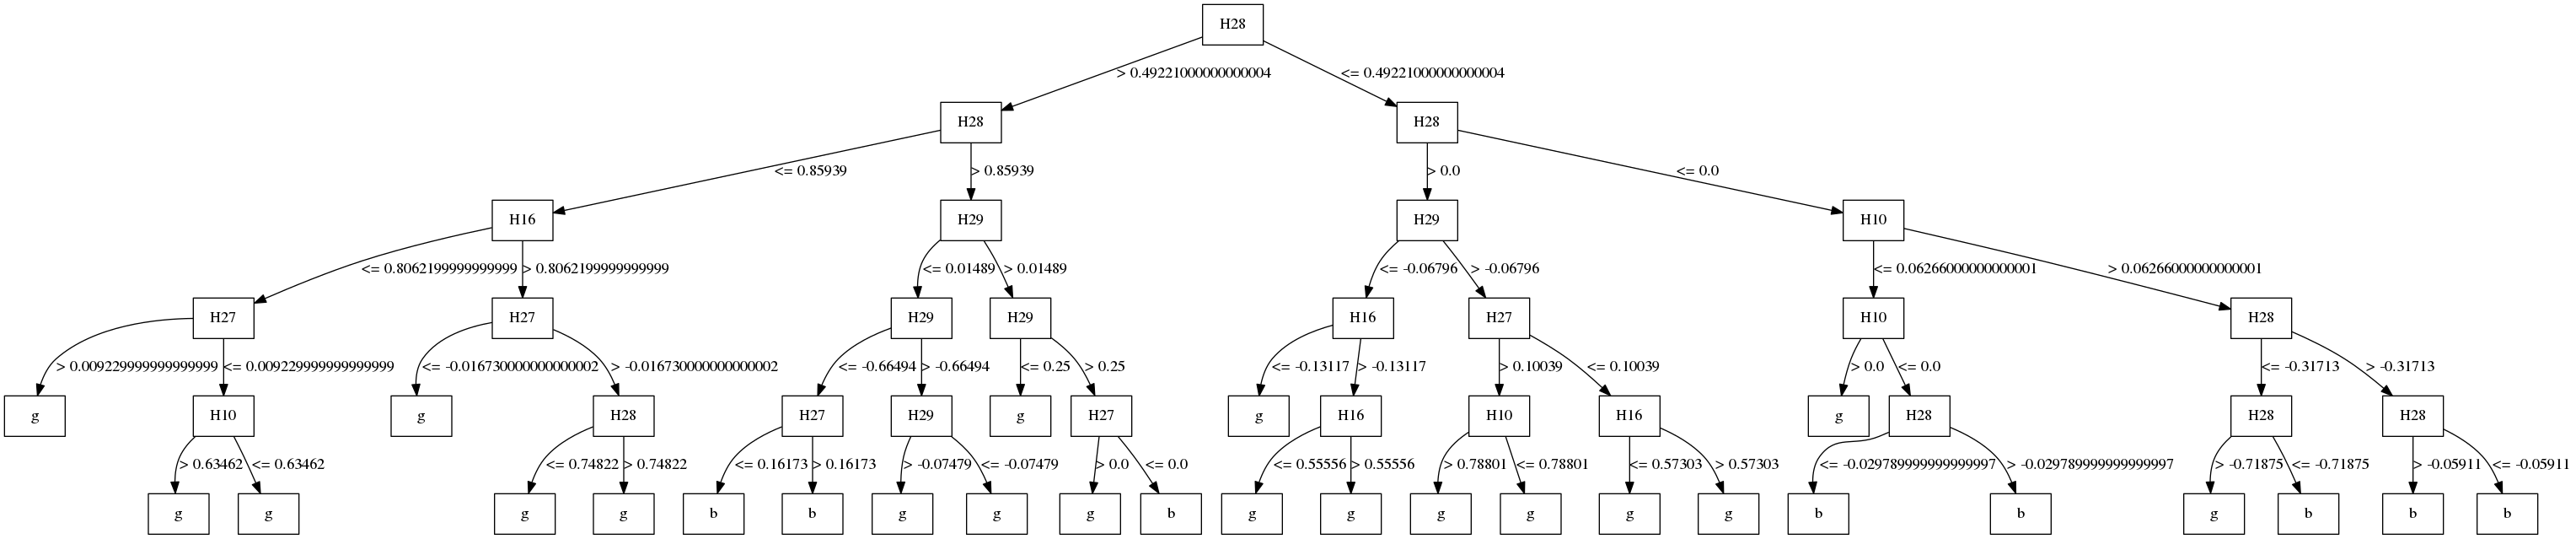 H28
> 0.49221000000000004 <= 0.49221000000000004
H28 H28
<= 0.85939 > 0.85939 > 0.0 <= 0.0
H16 H29 H29 H10
<= 0.8062199999999999 > 0.8062199999999999 <= 0.01489 > 0.01489 <= -0.06796 > -0.06796 <= 0.06266000000000001 > 0.06266000000000001
H27 H27 H29 H29 H16 H27 H10 H28
> 0.009229999999999999 <= 0.009229999999999999 <= -0.016730000000000002 > -0.016730000000000002 <= -0.66494 > -0.66494 <= 0.25 > 0.25 <= -0.13117 > -0.13117 > 0.10039 <= 0.10039 > 0.0 <= 0.0 <= -0.31713 > -0.31713
g H10 g H28 H27 H29 g H27 g H16 H10 H16 g H28 H28 H28
> 0.63462 <= 0.63462 <= 0.74822 > 0.74822 <= 0.16173 > 0.16173 > -0.07479 <= -0.07479 > 0.0 <= 0.0 <= 0.55556 > 0.55556 > 0.78801 <= 0.78801 <= 0.57303 > 0.57303 <= -0.029789999999999997 > -0.029789999999999997 > -0.71875 <= -0.71875 > -0.05911 <= -0.05911
g g g g b b g g g b g g g g g g b b g b b b